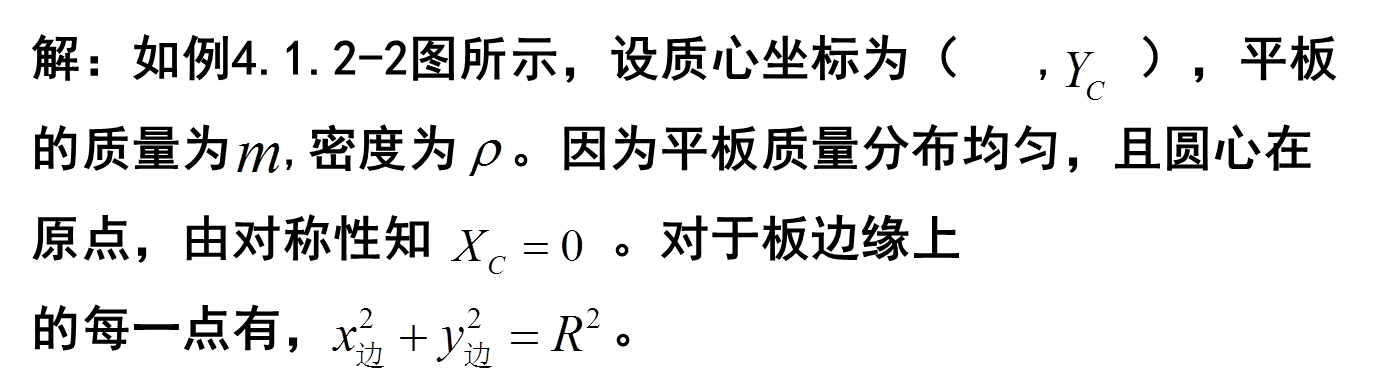 解：如例4.1.2-2图所示，设质心坐标为（ ,Y_C ），平板
的质量为m,密度为ρ。因为平板质量分布均匀，且圆心在
原点，由对称性知 X_C = 0 。对于板边缘上
的每一点有，x_边^2 + y_边^2 = R^2。